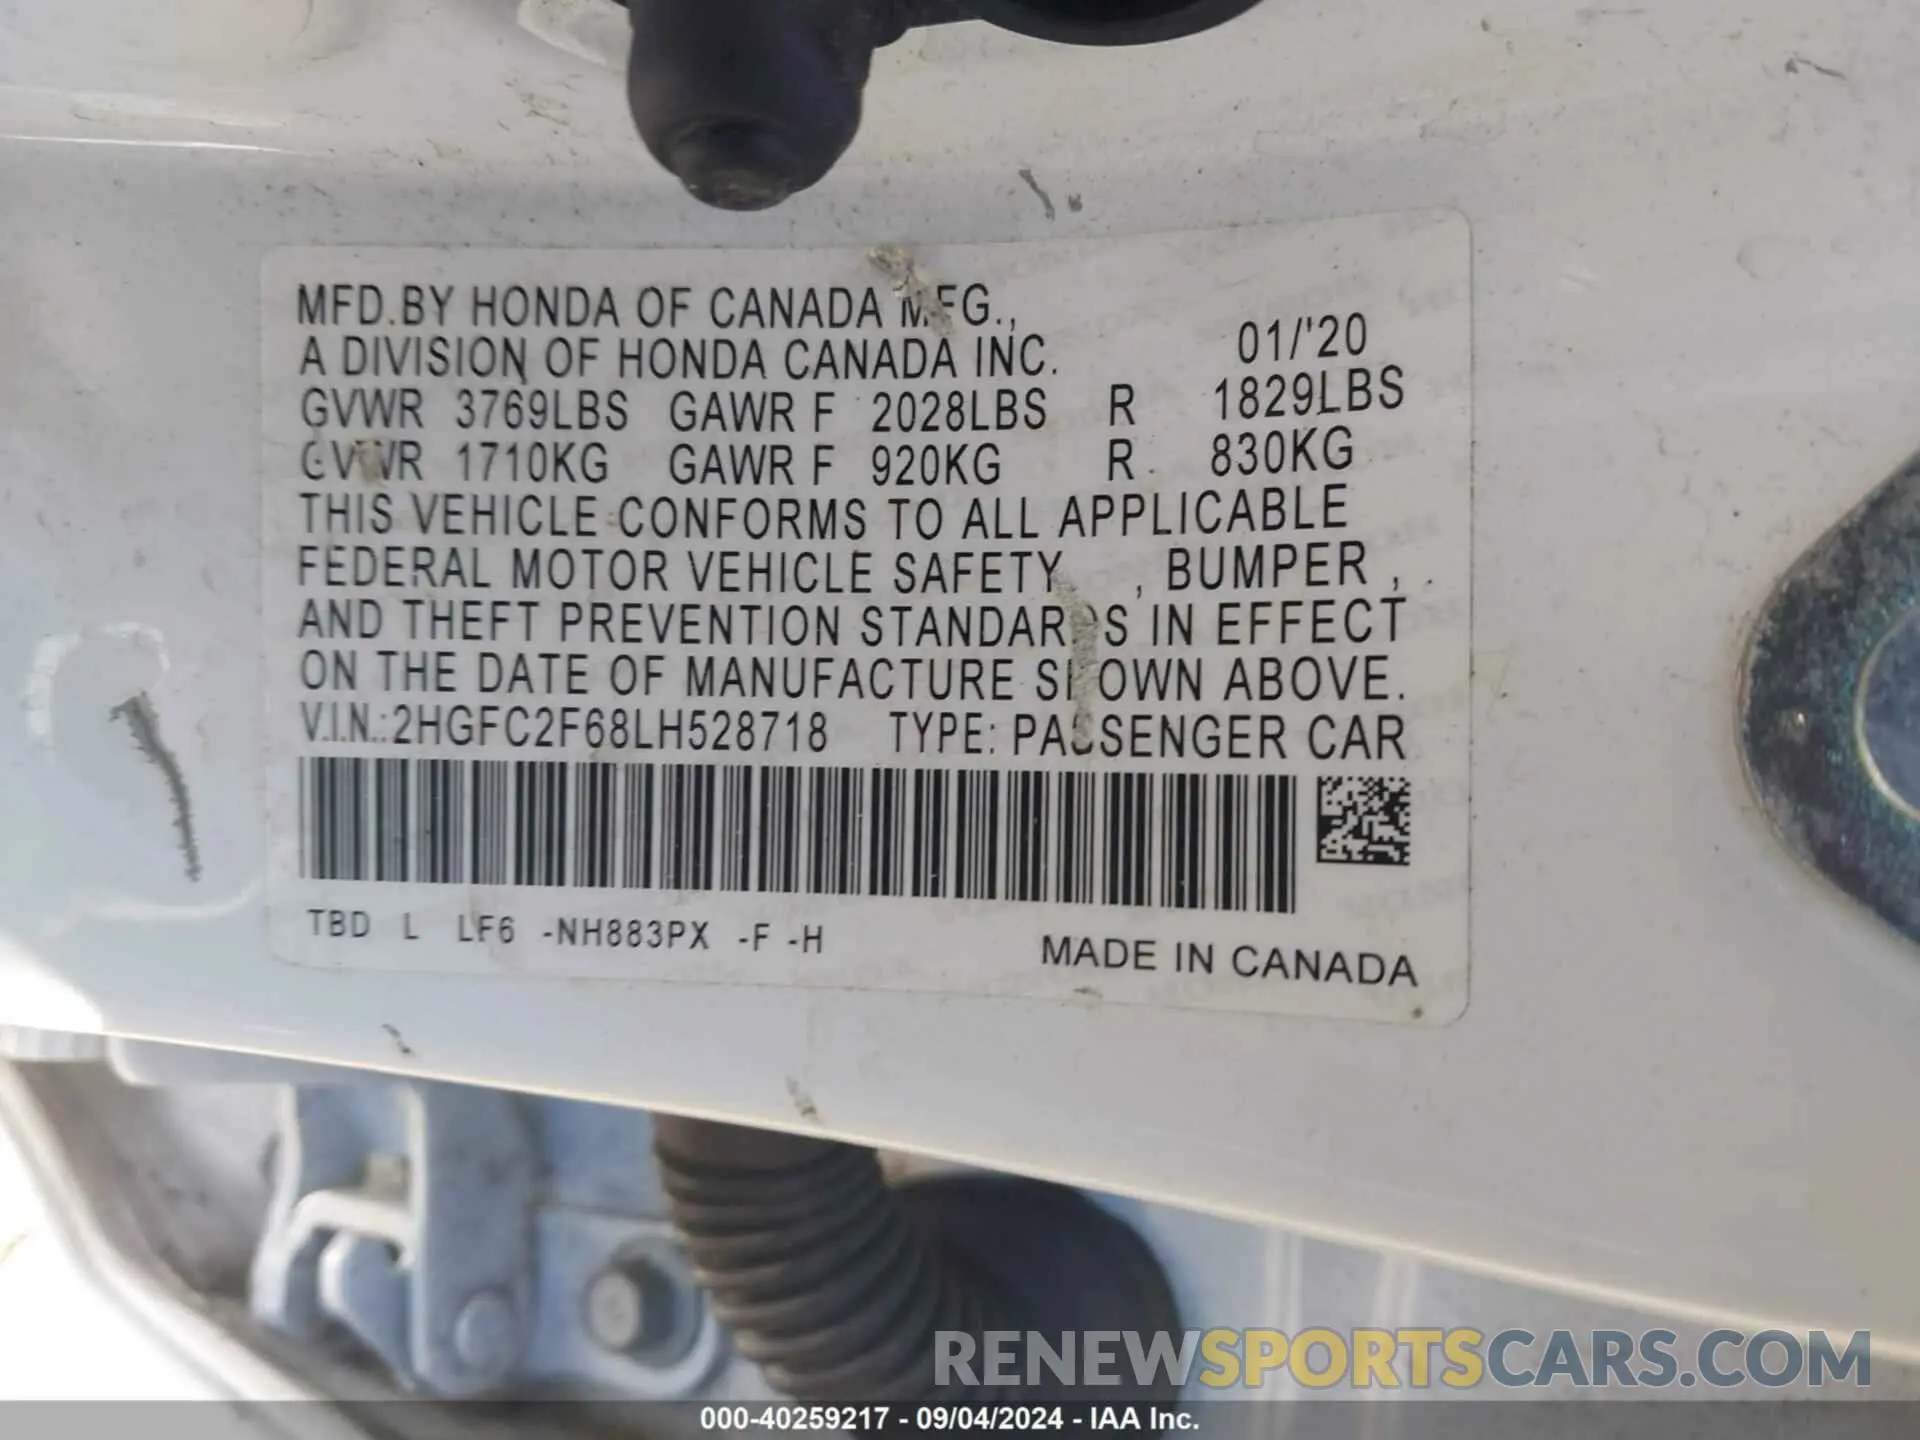 MFD.BY HONDA OF CANADA MFG.,
A DIVISION OF HONDA CANADA INC. 01/'20
GVWR 3769LBS GAWR F 2028LBS R 1829LBS
GVWR 1710KG GAWR F 920KG R 830KG
THIS VEHICLE CONFORMS TO ALL APPLICABLE
FEDERAL MOTOR VEHICLE SAFETY , BUMPER ,
AND THEFT PREVENTION STANDARDS IN EFFECT
ON THE DATE OF MANUFACTURE SHOWN ABOVE.
V.I.N.:2HGFC2F68LH528718 TYPE: PASSENGER CAR
TBD L LF6 -NH883PX -F -H
MADE IN CANADA
RENEWSPORTSCARS.COM
000-40259217 - 09/04/2024 - IAA Inc.